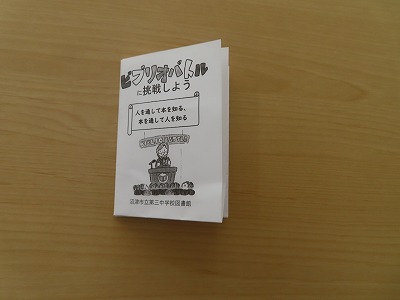 ビブリオバトル
に挑戦しよう
人を通して本を知る、
本を通して人を知る
沼津市立第三中学校図書館